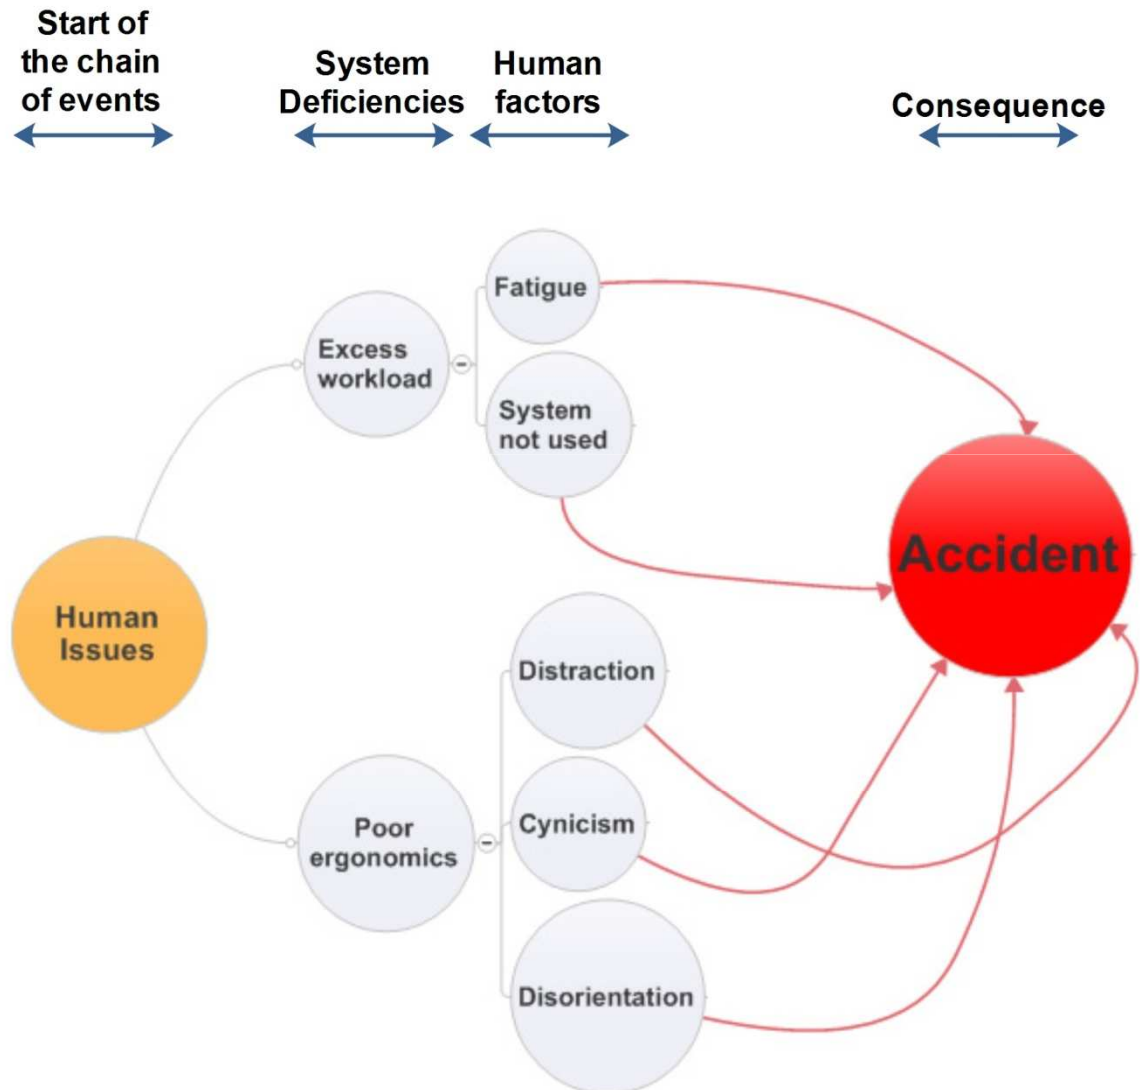 Start of
the chain
of events
System
Deficiencies
Human
factors
Consequence
Fatigue
Excess
workload
System
not used
Accident
Human
Issues
Distraction
Poor
ergonomics
Cynicism
Disorientation